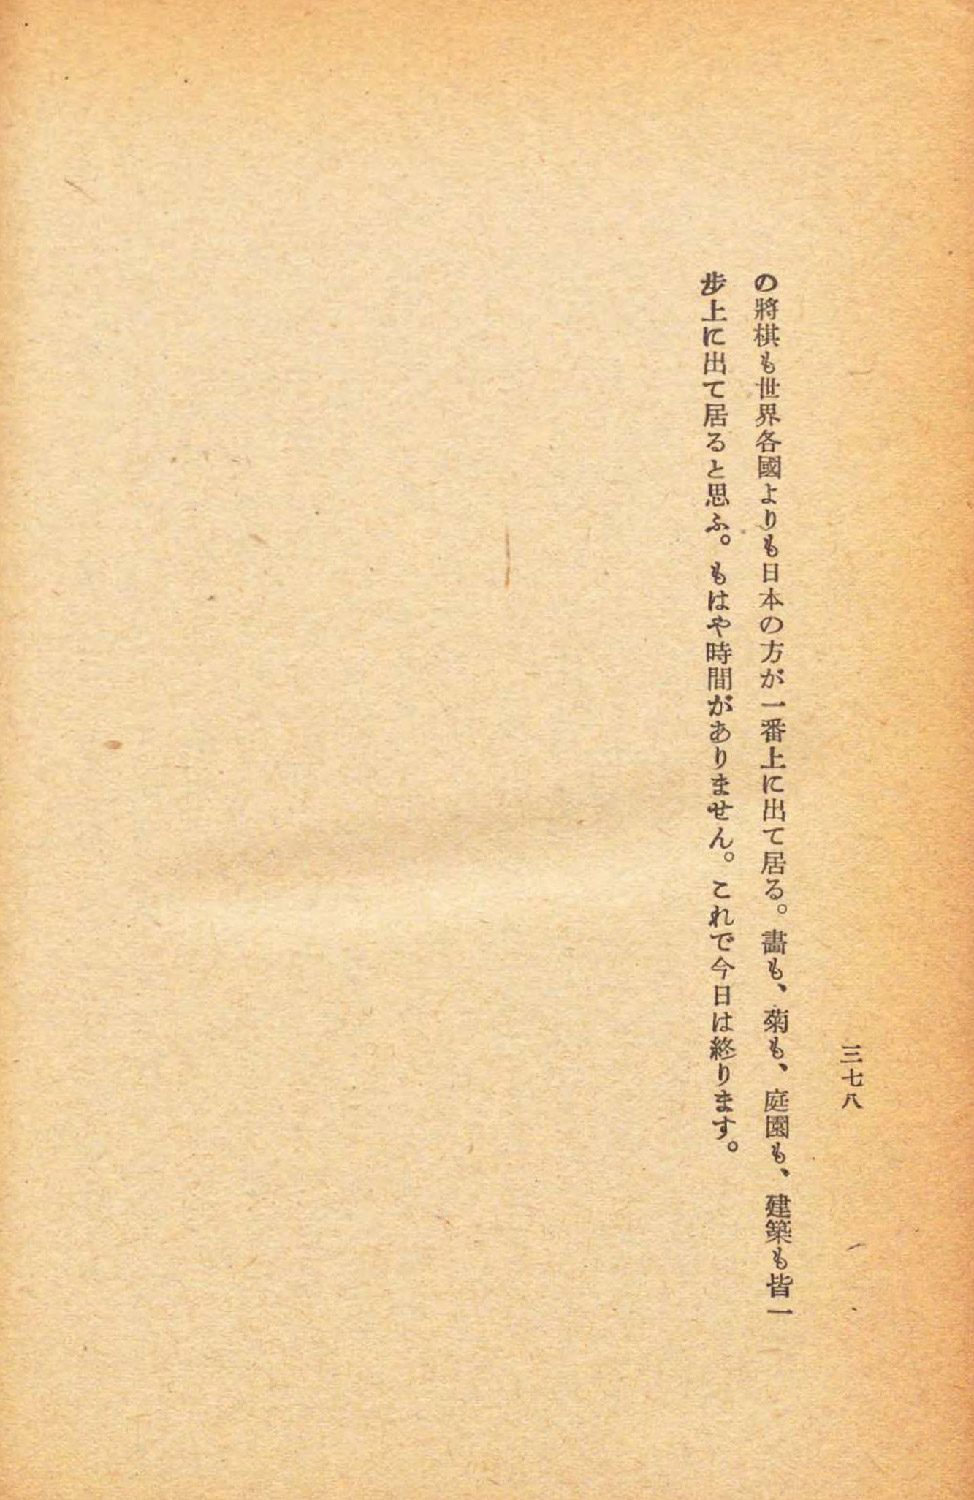 三七八
の將棋も世界各國よりも日本の方が一番上に出て居る。畵も、菊も、庭園も、建築も皆一
步上に出て居ると思ふ。もはや時間がありません。これで今日は終ります。